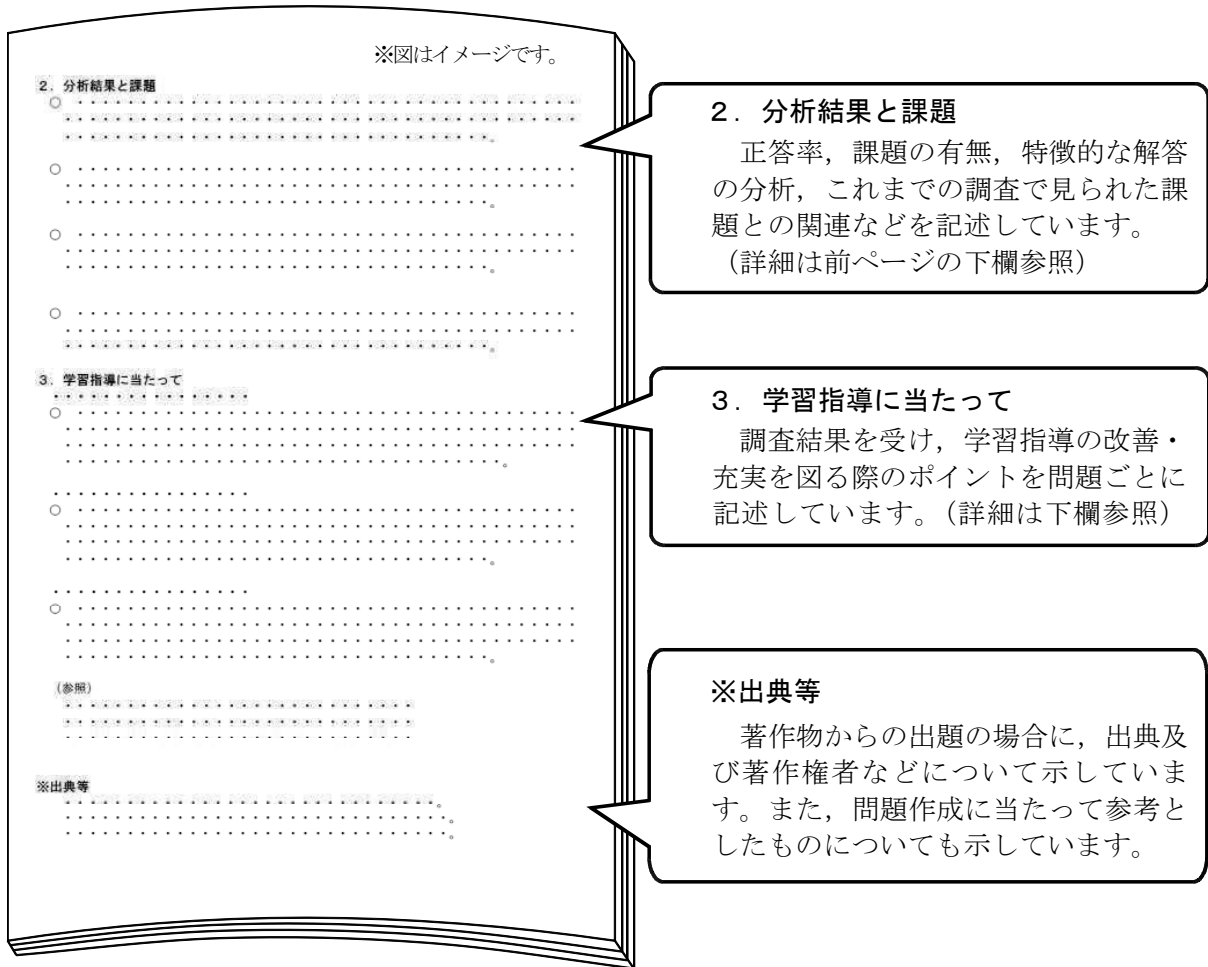 ※図はイメージです。
2．分析結果と課題
3．学習指導に当たって
(参照)
※出典等
２．分析結果と課題
正答率，課題の有無，特徴的な解答
の分析，これまでの調査で見られた課
題との関連などを記述しています。
（詳細は前ページの下欄参照）
３．学習指導に当たって
調査結果を受け，学習指導の改善・
充実を図る際のポイントを問題ごとに
記述しています。（詳細は下欄参照）
※出典等
著作物からの出題の場合に，出典及
び著作権者などについて示していま
す。また，問題作成に当たって参考と
したものについても示しています。